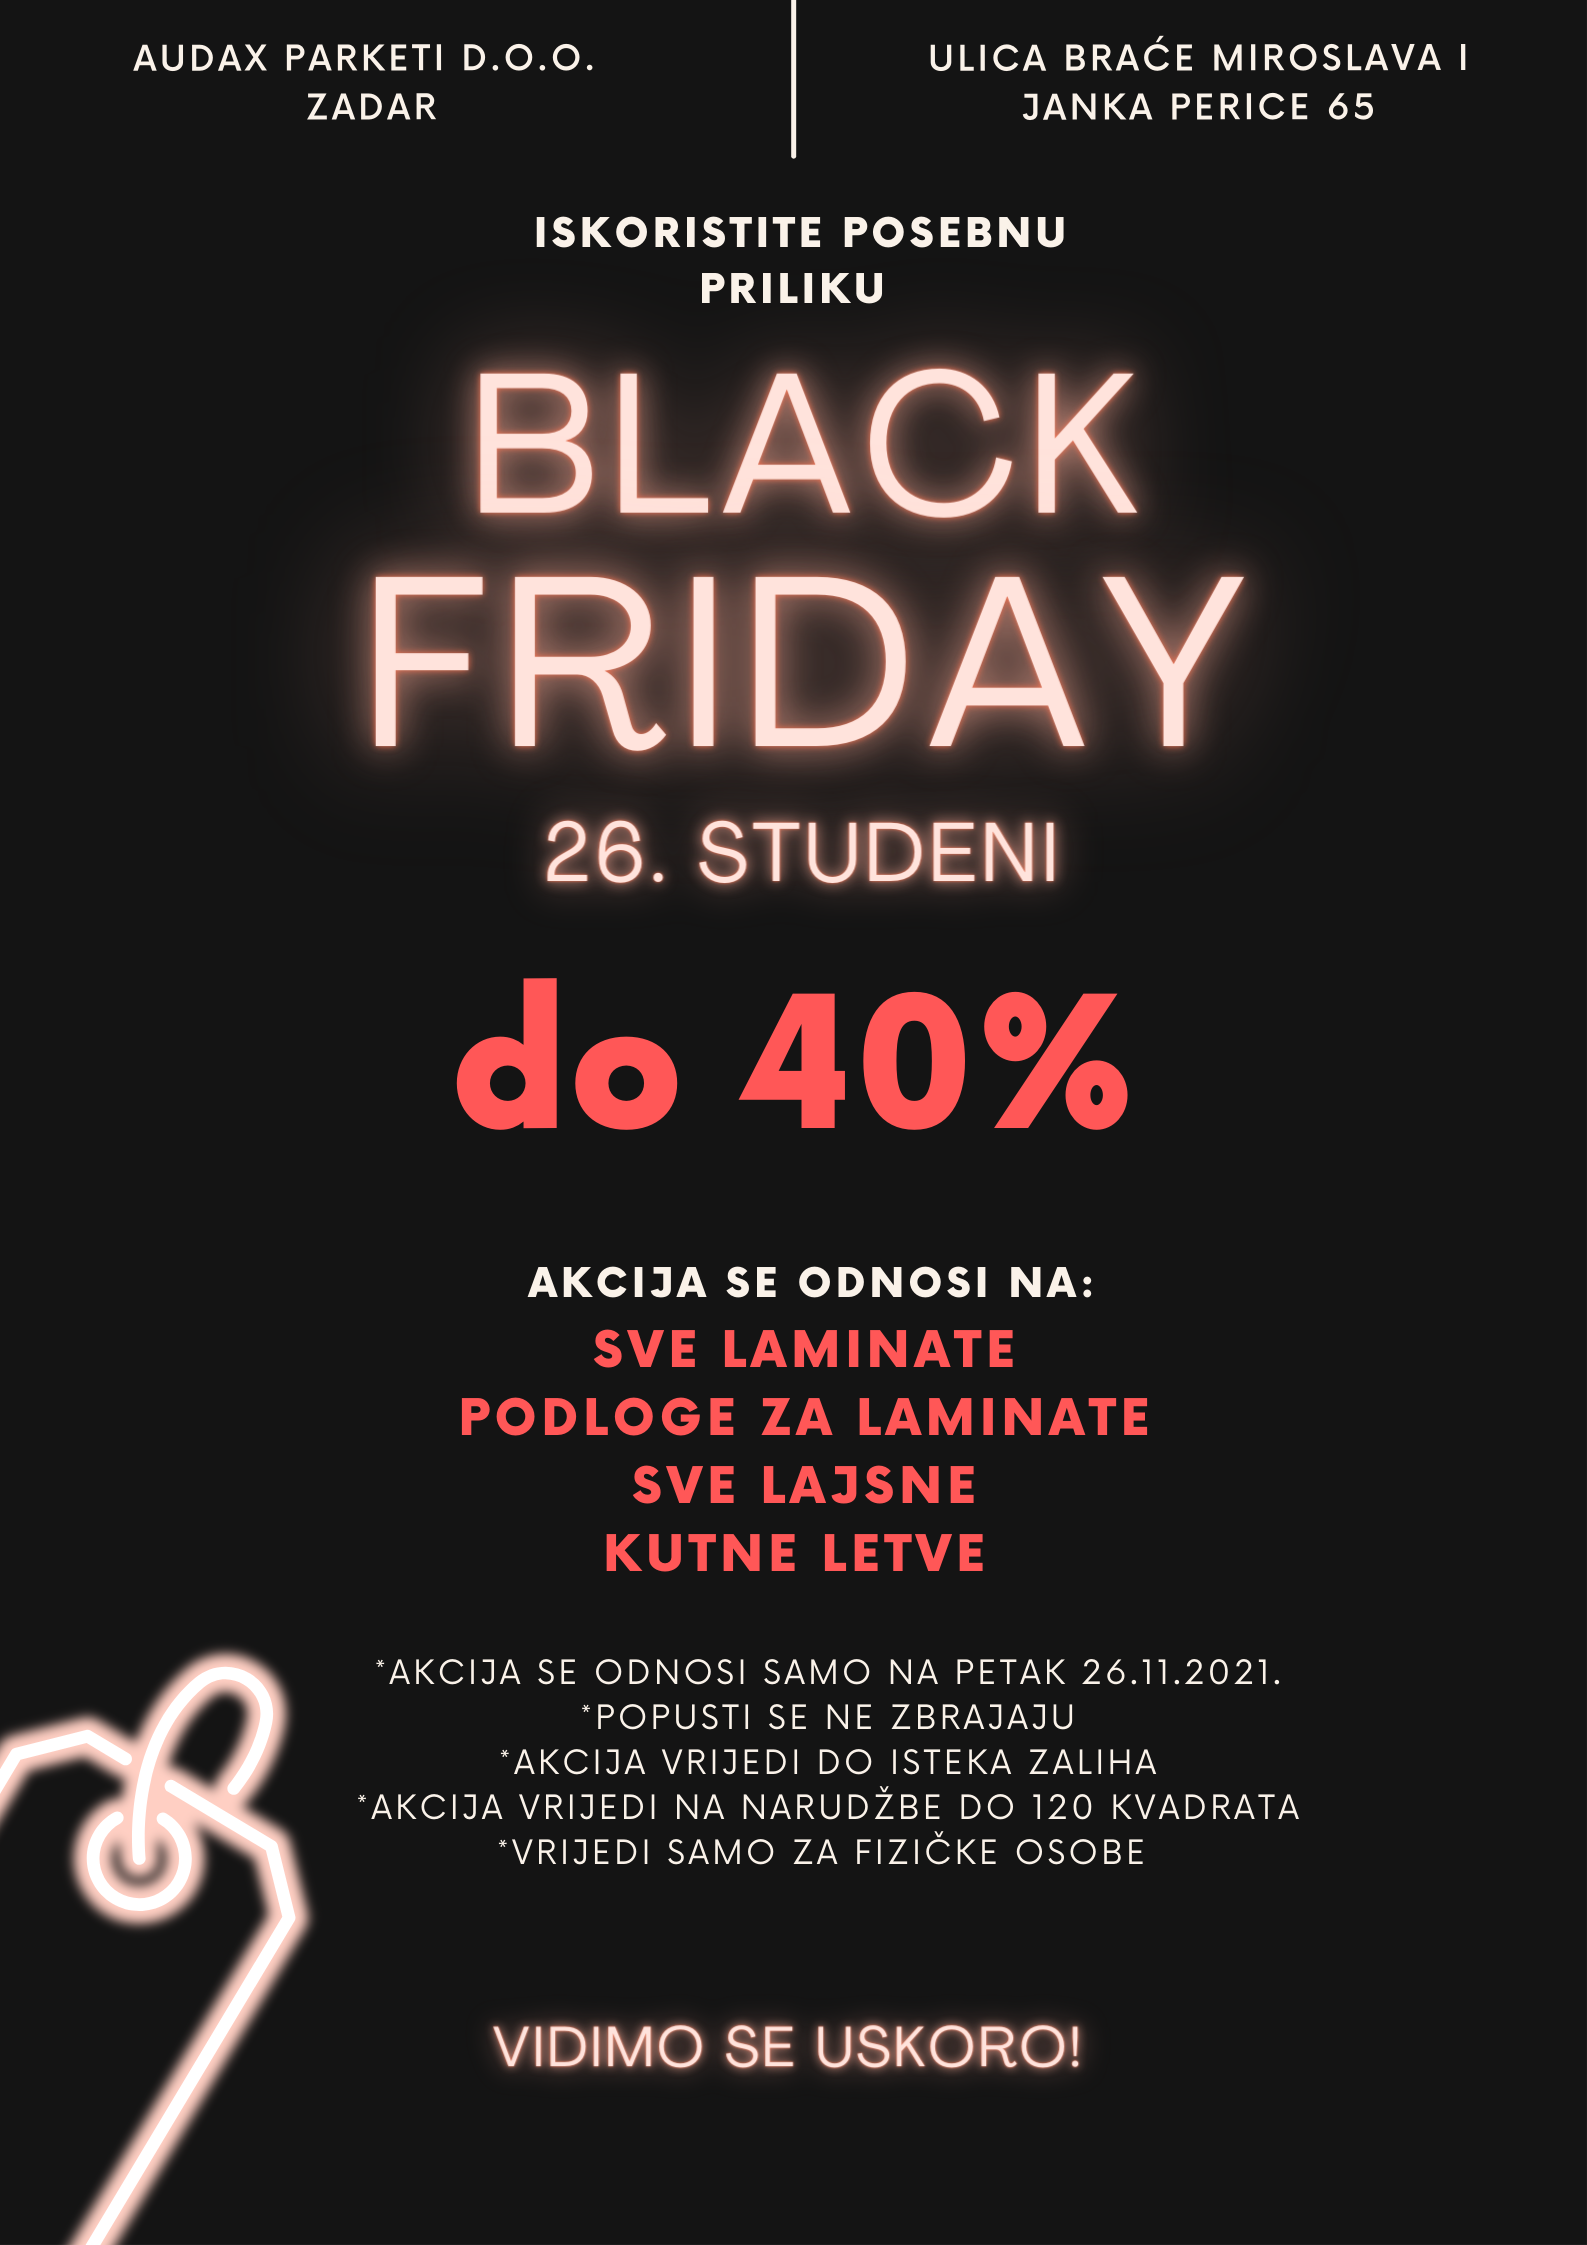 AUDAX PARKETI D.O.O.
ZADAR
ULICA BRAĆE MIROSLAVA I
JANKA PERICE 65
ISKORISTITE POSEBNU
PRILIKU
BLACK
FRIDAY
26. STUDENI
do 40%
AKCIJA SE ODNOSI NA:
SVE LAMINATE
PODLOGE ZA LAMINATE
SVE LAJSNE
KUTNE LETVE
*AKCIJA SE ODNOSI SAMO NA PETAK 26.11.2021.
*POPUSTI SE NE ZBRAJAJU
*AKCIJA VRIJEDI DO ISTEKA ZALIHA
*AKCIJA VRIJEDI NA NARUDŽBE DO 120 KVADRATA
*VRIJEDI SAMO ZA FIZIČKE OSOBE
VIDIMO SE USKORO!